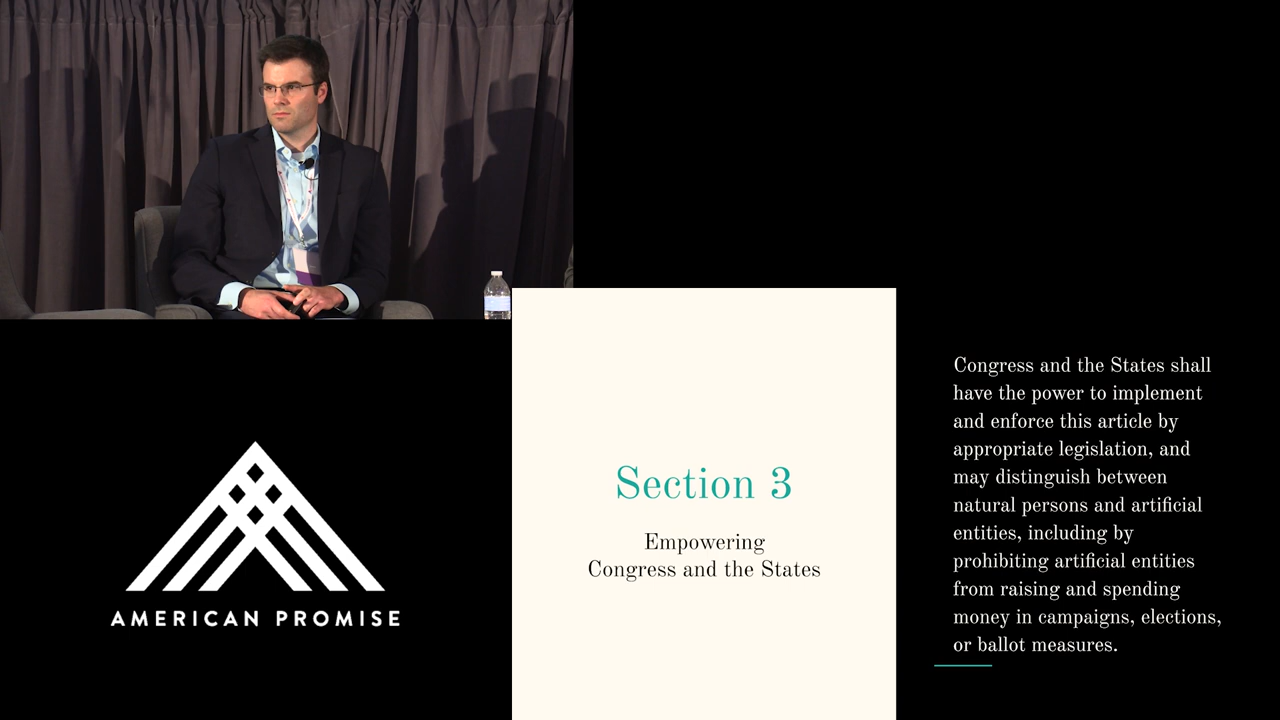 AMERICAN PROMISE
Section 3
Empowering
Congress and the States
Congress and the States shall
have the power to implement
and enforce this article by
appropriate legislation, and
may distinguish between
natural persons and artificial
entities, including by
prohibiting artificial entities
from raising and spending
money in campaigns, elections,
or ballot measures.